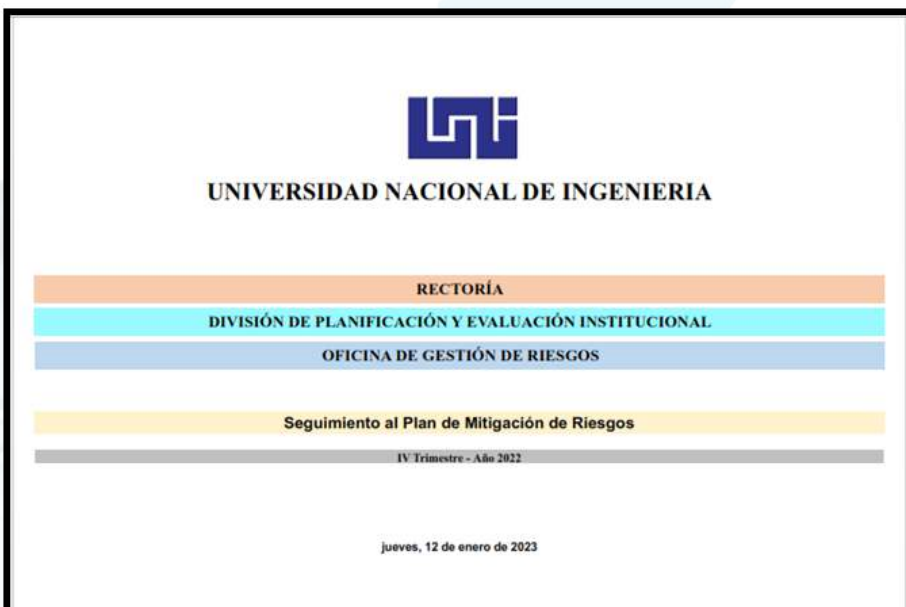 uni
UNIVERSIDAD NACIONAL DE INGENIERIA
RECTORÍA
DIVISIÓN DE PLANIFICACIÓN Y EVALUACIÓN INSTITUCIONAL
OFICINA DE GESTIÓN DE RIESGOS
Seguimiento al Plan de Mitigación de Riesgos
IV Trimestre - Año 2022
jueves, 12 de enero de 2023